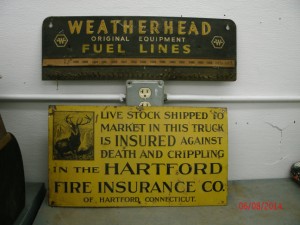 WEATHERHEAD
ORIGINAL EQUIPMENT
FUEL LINES
LIVE STOCK SHIPPED TO
MARKET IN THIS TRUCK
IS INSURED AGAINST
DEATH AND CRIPPLING
IN THE HARTFORD
FIRE INSURANCE CO.
OF HARTFORD, CONNECTICUT.